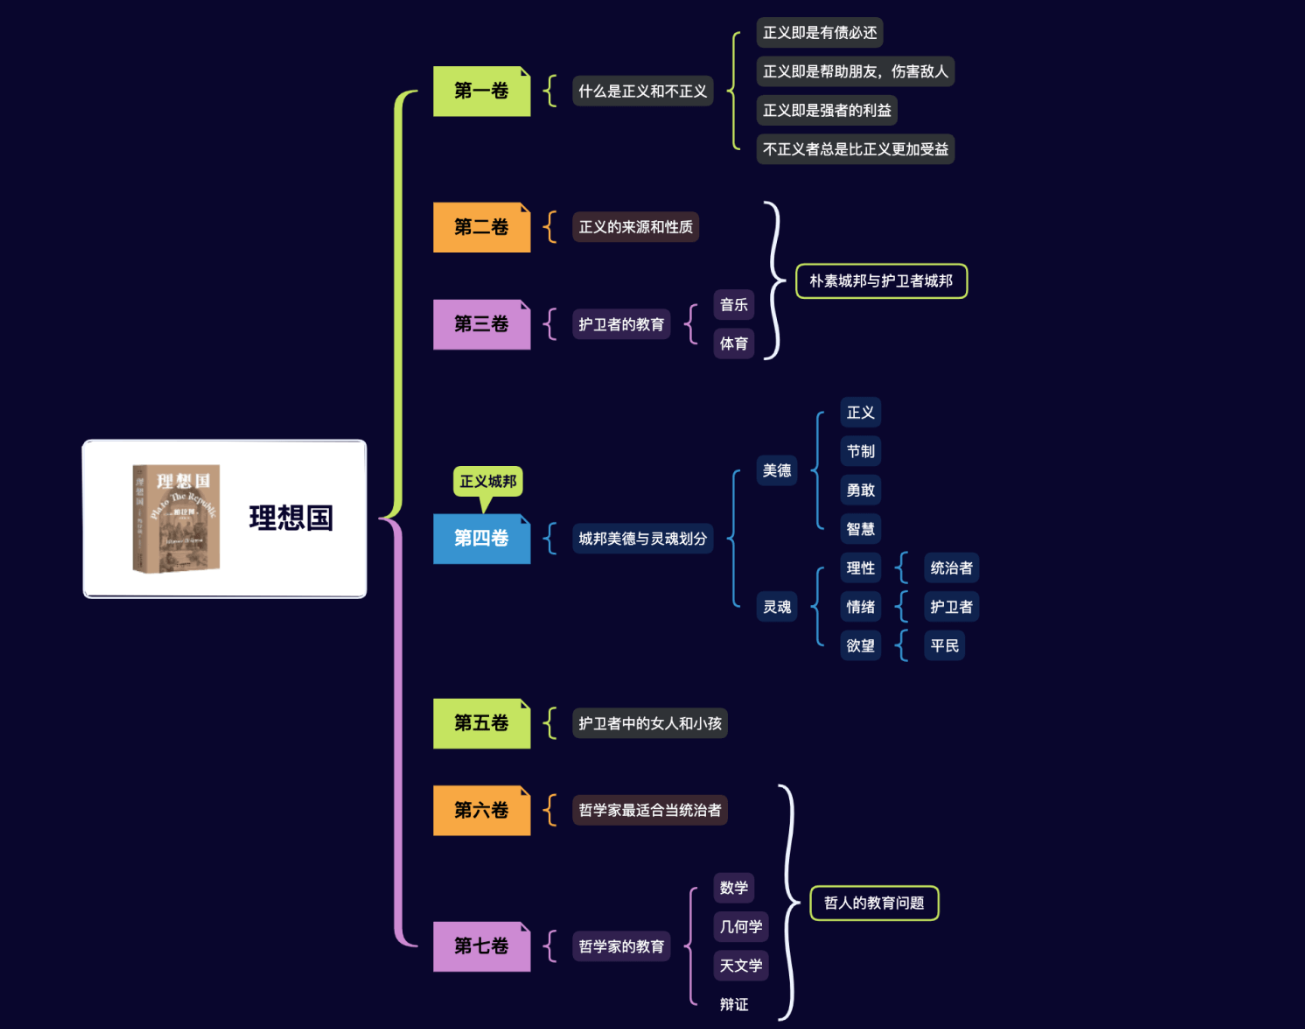 第一卷
什么是正义和不正义
正义即是有债必还
正义即是帮助朋友，伤害敌人
正义即是强者的利益
不正义者总是比正义更加受益
第二卷
正义的来源和性质
第三卷
护卫者的教育
音乐
体育
朴素城邦与护卫者城邦
理想国
理想国
Plato The Republic
理想国
正义城邦
第四卷
城邦美德与灵魂划分
美德
正义
节制
勇敢
智慧
灵魂
理性
统治者
情绪
护卫者
欲望
平民
第五卷
护卫者中的女人和小孩
第六卷
哲学家最适合当统治者
第七卷
哲学家的教育
数学
几何学
天文学
辩证
哲人的教育问题